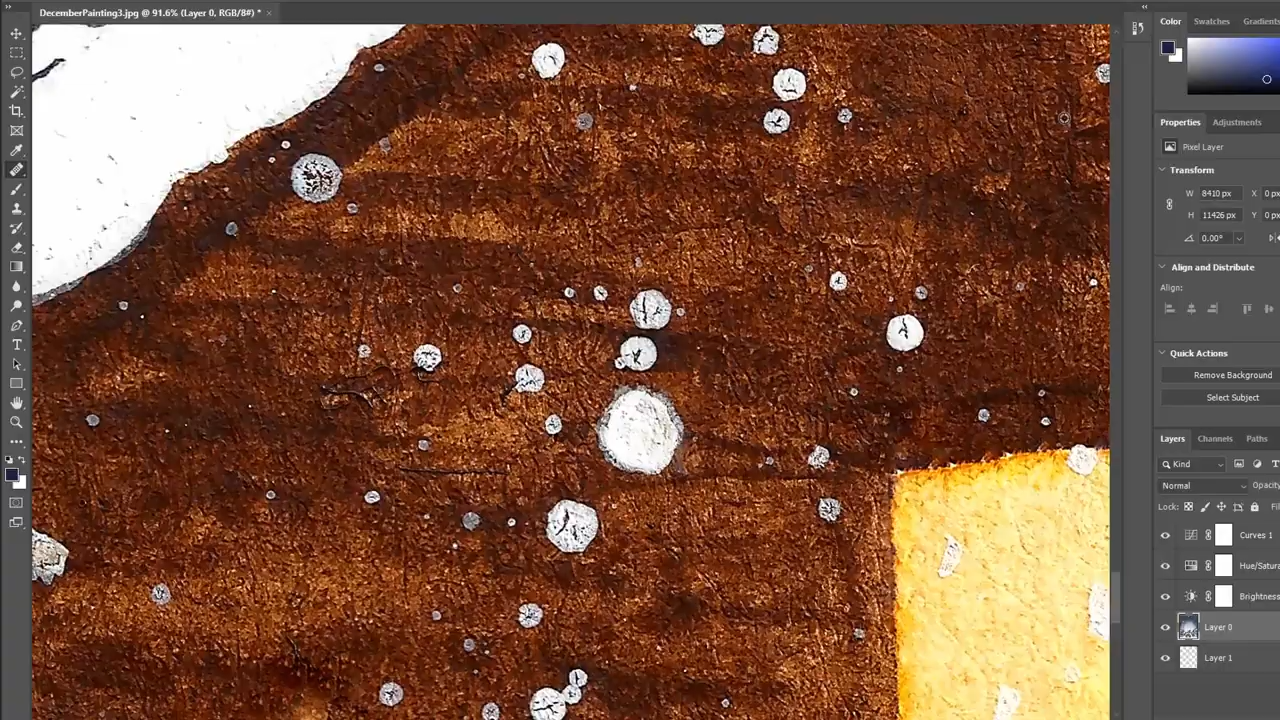 DecemberPainting3.jpg @ 91.6% (Layer 0, RGB/8#) *
Color
Swatches
Gradients
Properties
Adjustments
Pixel Layer
Transform
W
8410 px
X
0 px
H
11426 px
Y
0 px
0.00°
Align and Distribute
Align:
Quick Actions
Remove Background
Select Subject
Layers
Channels
Paths
Kind
Normal
Opacity
Lock:
Fil
Curves 1
Hue/Satura
Brightness
Layer 0
Layer 1